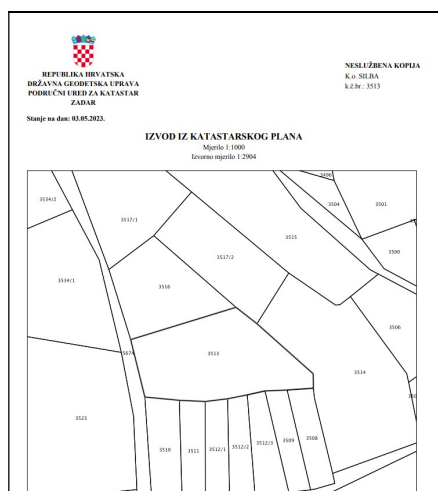 REPUBLIKA HRVATSKA
DRŽAVNA GEODETSKA UPRAVA
PODRUČNI URED ZA KATASTAR
ZADAR
Stanje na dan: 03.05.2023.
NESLUŽBENA KOPIJA
K.o. SILBA
k.č.br.: 3513
IZVOD IZ KATASTARSKOG PLANA
Mjerilo 1:1000
Izvorno mjerilo 1:2904
3496
3534/2
3504
3501
3517/1
3515
3500
3517/2
3534/1
3516
3506
5674
3513
3514
3523
3510
3511
3512/1
3512/2
3512/3
3509
3508